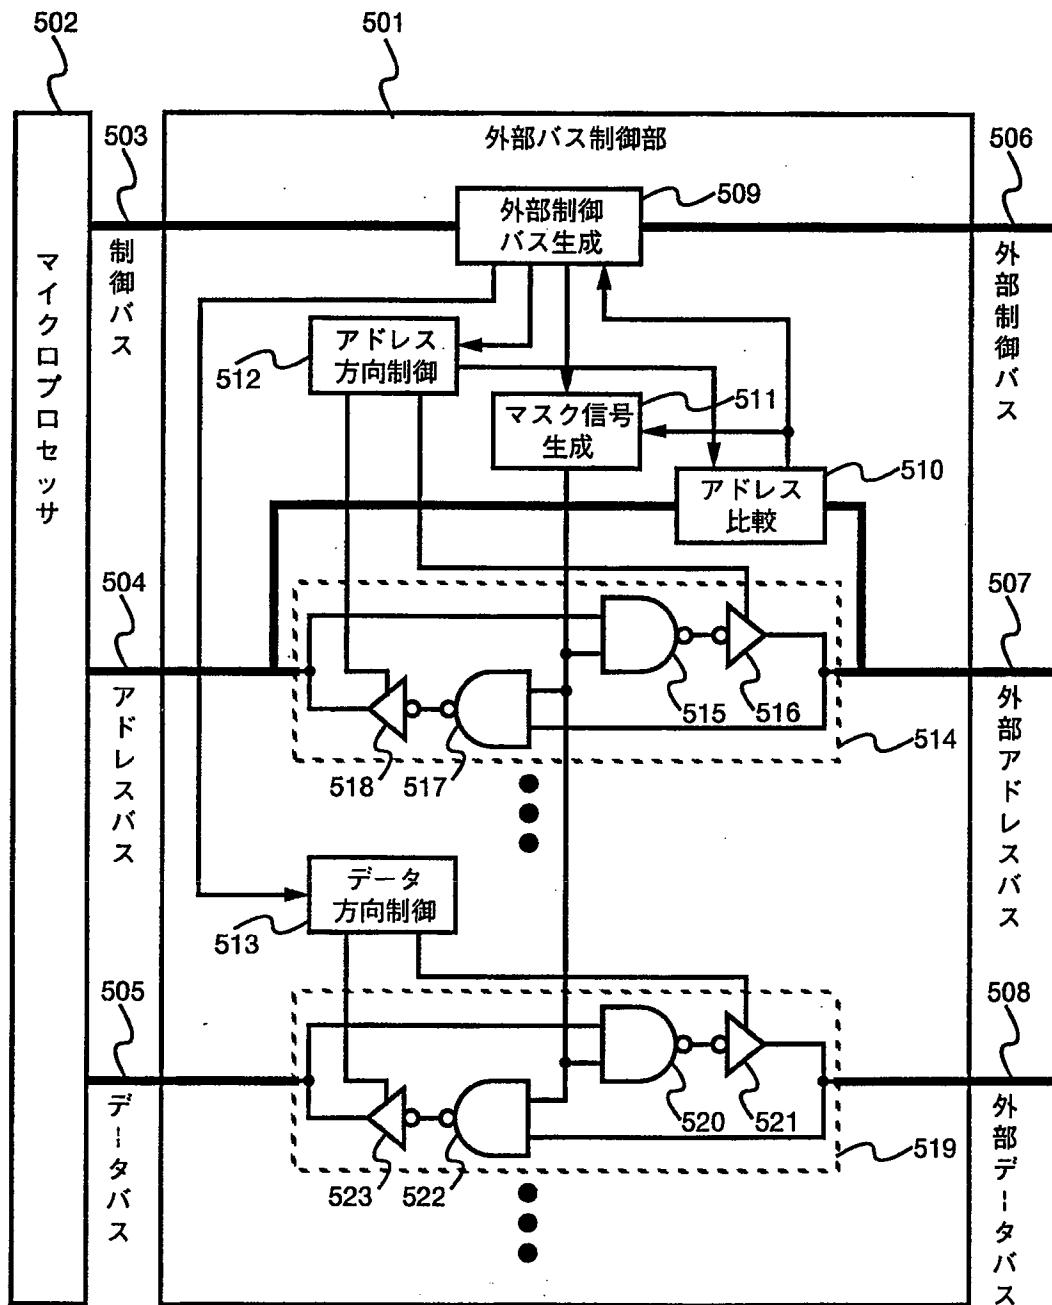 502
501
503
外部バス制御部
506
509
外部制御
バス生成
制御バス
外部制御バス
マイクロプロセッサ
アドレス
方向制御
512
マスク信号
生成
511
510
アドレス
比較
504
507
515
516
518
517
514
アドレスバス
外部アドレスバス
データ
方向制御
513
505
508
520
521
523
522
519
データバス
外部データバス